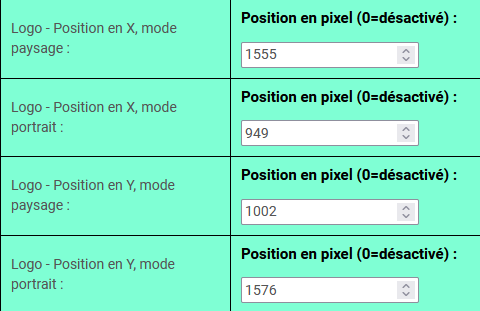 Logo - Position en X, mode
paysage :
Position en pixel (0=désactivé) :
1555
Logo - Position en X, mode
portrait :
Position en pixel (0=désactivé) :
949
Logo - Position en Y, mode
paysage :
Position en pixel (0=désactivé) :
1002
Logo - Position en Y, mode
portrait :
Position en pixel (0=désactivé) :
1576